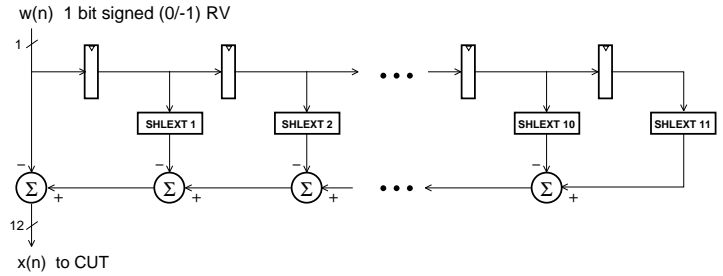 w(n) 1 bit signed (0/-1) RV
1
SHLEXT 1
SHLEXT 2
SHLEXT 10
SHLEXT 11
− − − −
Σ Σ Σ Σ
+ + + +
12
x(n) to CUT